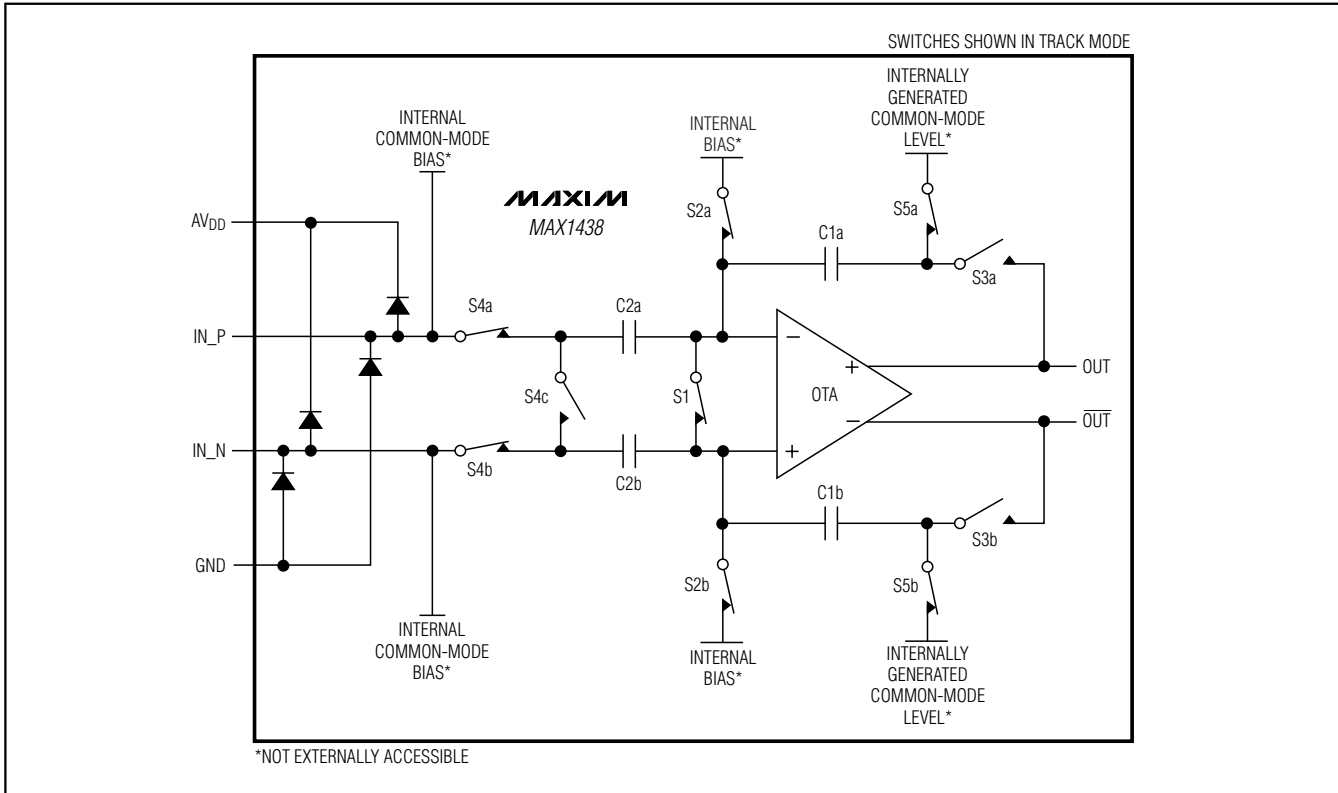 SWITCHES SHOWN IN TRACK MODE
INTERNALLY
GENERATED
COMMON-MODE
LEVEL*
INTERNAL
COMMON-MODE
BIAS*
INTERNAL
BIAS*
MAXIM
MAX1438
AVDD
S2a
S5a
C1a
S3a
S4a
C2a
IN_P
OUT
S4c
S1
OTA
− +
+ −
OUT
IN_N
S4b
C2b
C1b
S3b
GND
S2b
S5b
INTERNAL
COMMON-MODE
BIAS*
INTERNAL
BIAS*
INTERNALLY
GENERATED
COMMON-MODE
LEVEL*
*NOT EXTERNALLY ACCESSIBLE